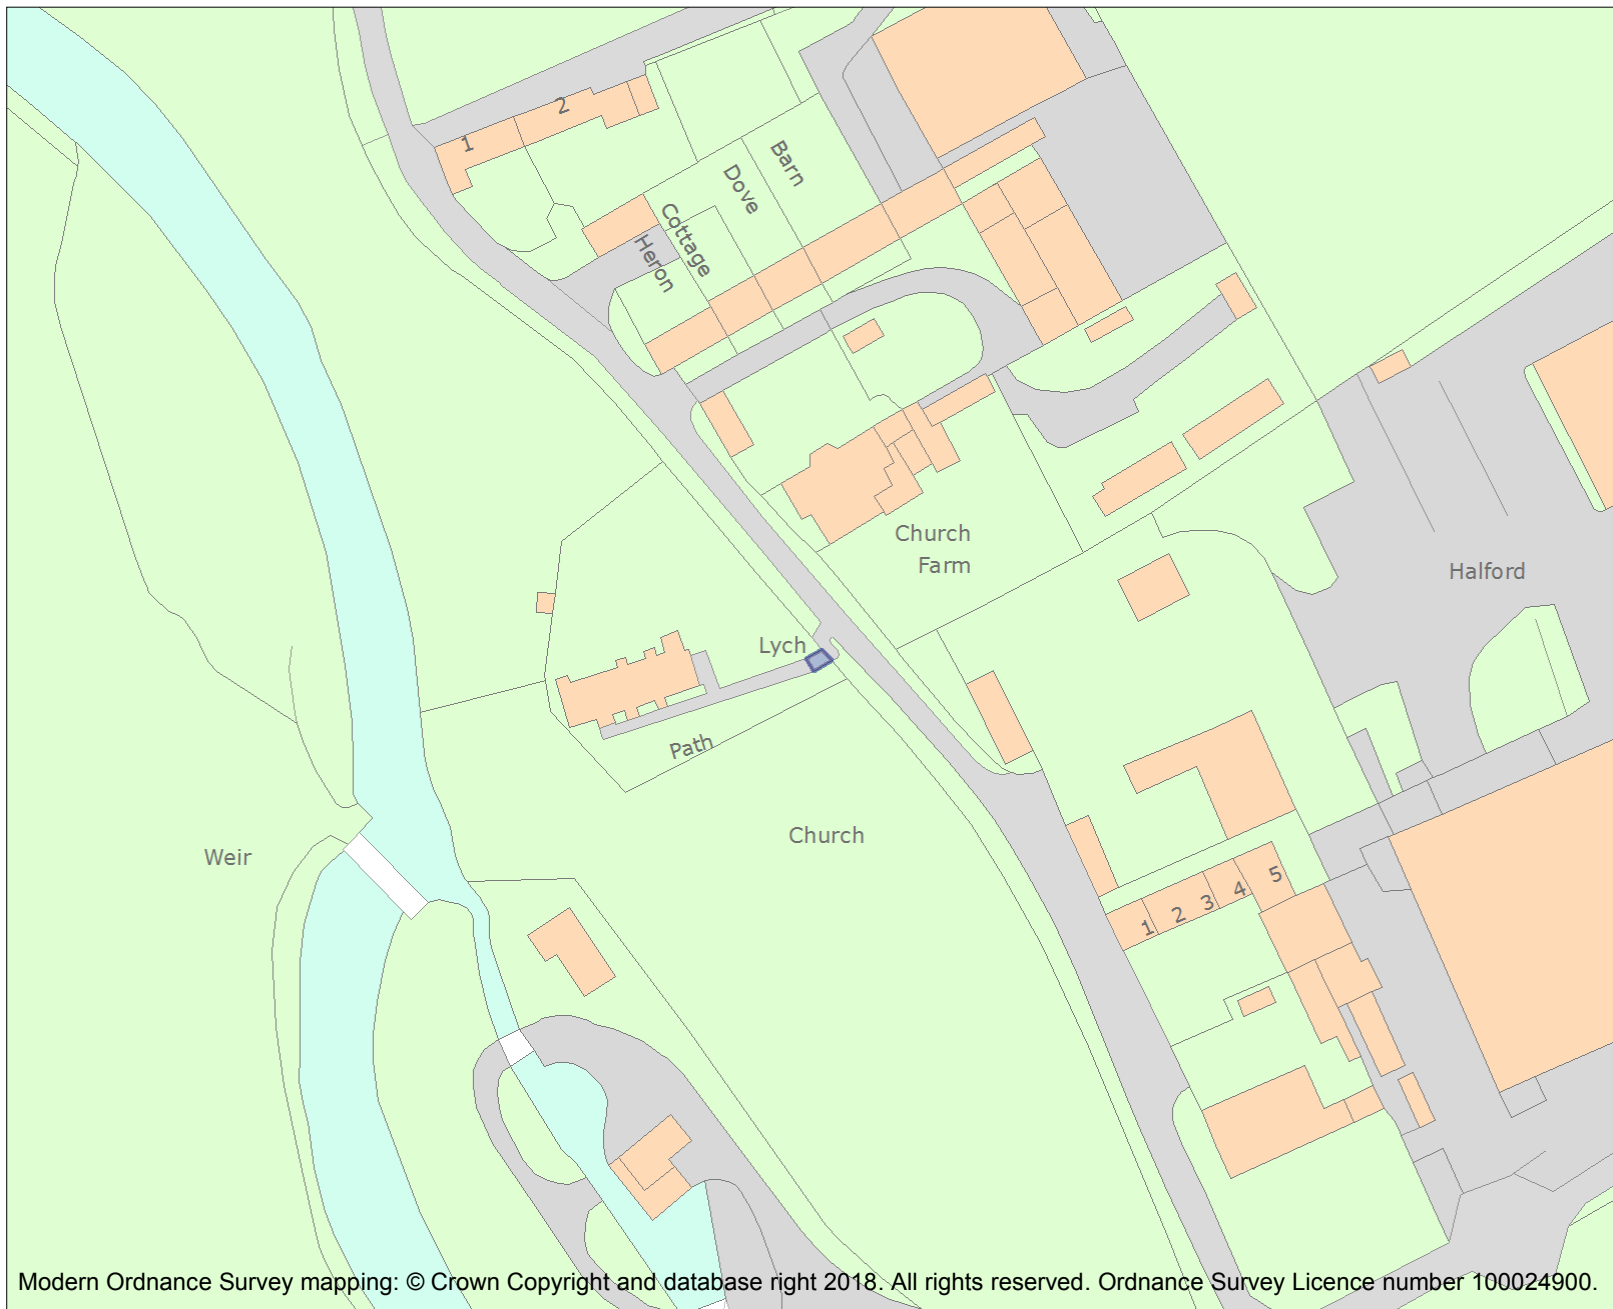 2
1
Barn
Dove
Cottage
Heron
Church
Farm
Halford
Lych
Path
Church
Weir
1 2 3 4 5
Modern Ordnance Survey mapping: © Crown Copyright and database right 2018. All rights reserved. Ordnance Survey Licence number 100024900.